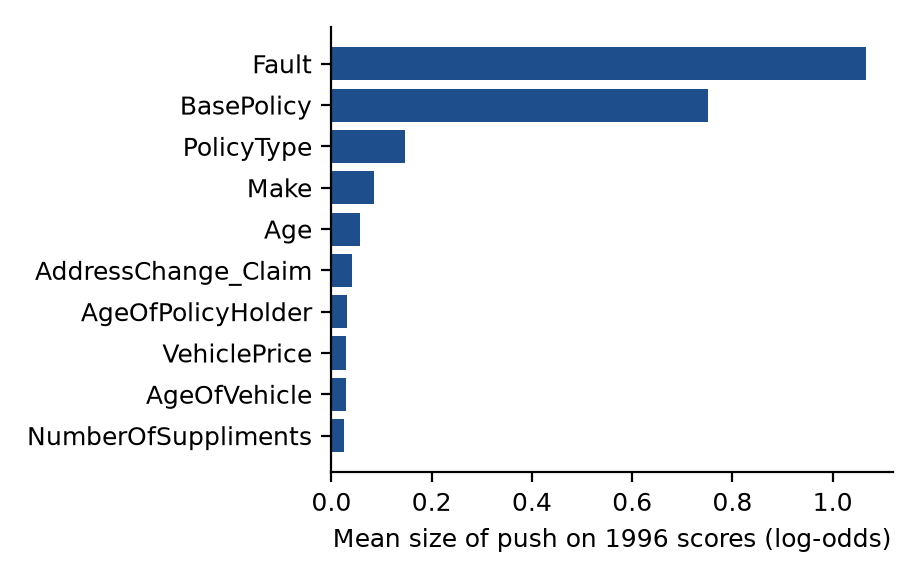 Fault
BasePolicy
PolicyType
Make
Age
AddressChange_Claim
AgeOfPolicyHolder
VehiclePrice
AgeOfVehicle
NumberOfSuppliments
0.0 0.2 0.4 0.6 0.8 1.0
Mean size of push on 1996 scores (log-odds)